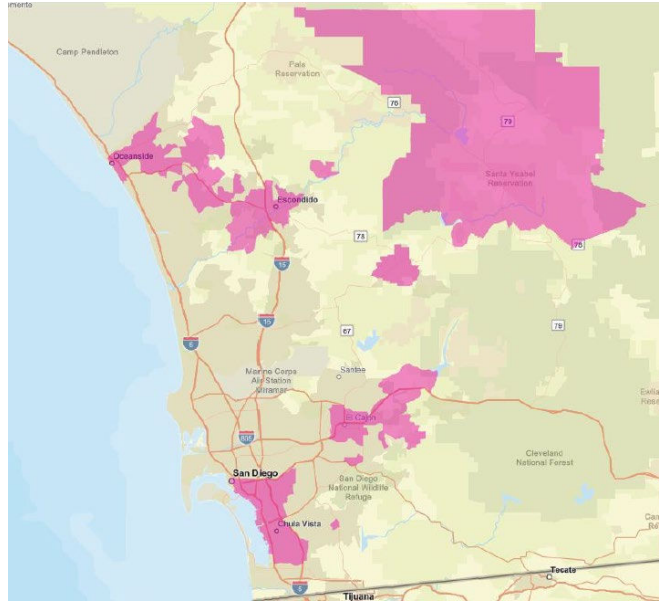 Camp Pendleton
Pala
Reservation
76
79
Oceanside
Santa Ysabel
Reservation
Escondido
78
76
15
67
79
15
5
Marine Corps
Air Station
Miramar
Santee
El Cajon
Cleveland
National Forest
San Diego
San Diego
National Wildlife
Refuge
Chula Vista
Tecate
5
Tijuana